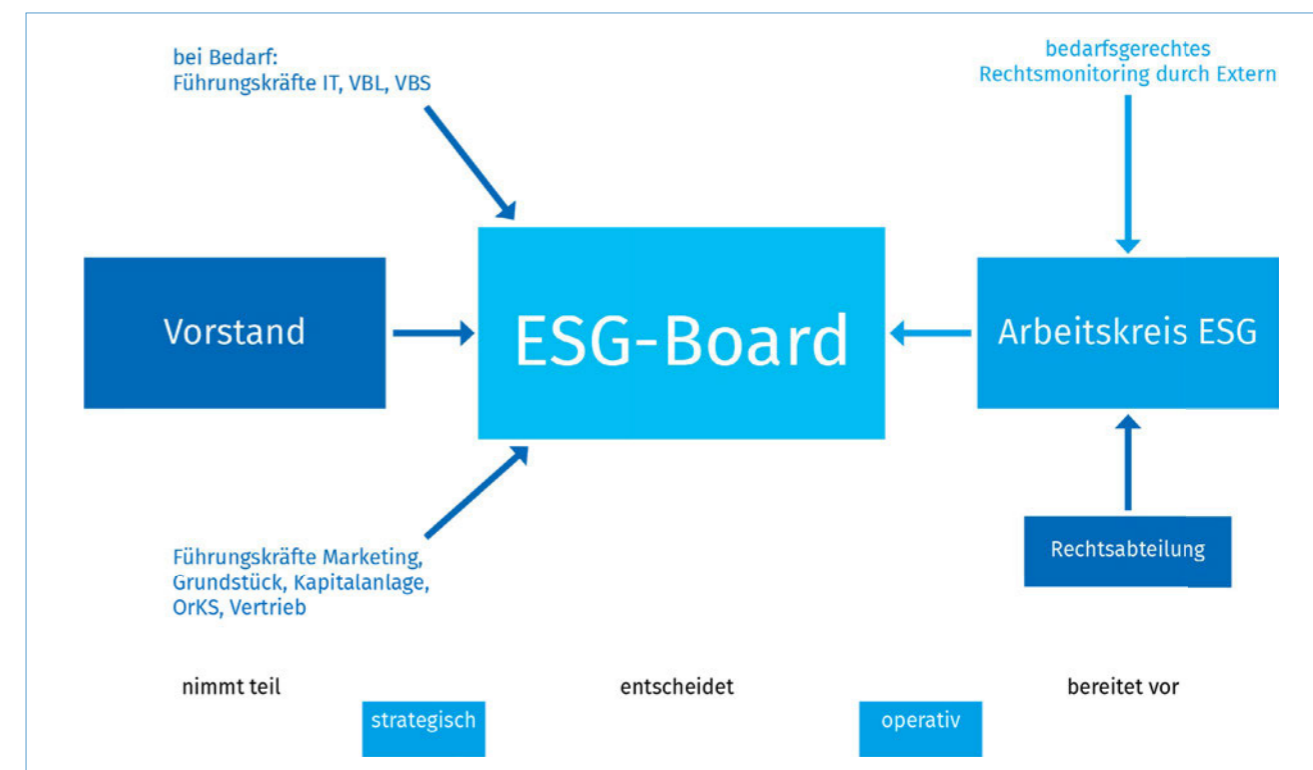 bei Bedarf:
Führungskräfte IT, VBL, VBS
bedarfsgerechtes
Rechtsmonitoring durch Extern
Vorstand
ESG-Board
Arbeitskreis ESG
Rechtsabteilung
Führungskräfte Marketing,
Grundstück, Kapitalanlage,
OrKS, Vertrieb
nimmt teil
entscheidet
bereitet vor
strategisch
operativ